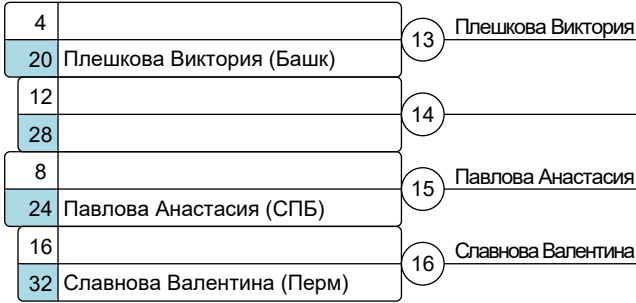 4
13 Плешкова Виктория
20 Плешкова Виктория (Башк)
12
14
28
8
15 Павлова Анастасия
24 Павлова Анастасия (СПБ)
16
16 Славнова Валентина
32 Славнова Валентина (Перм)